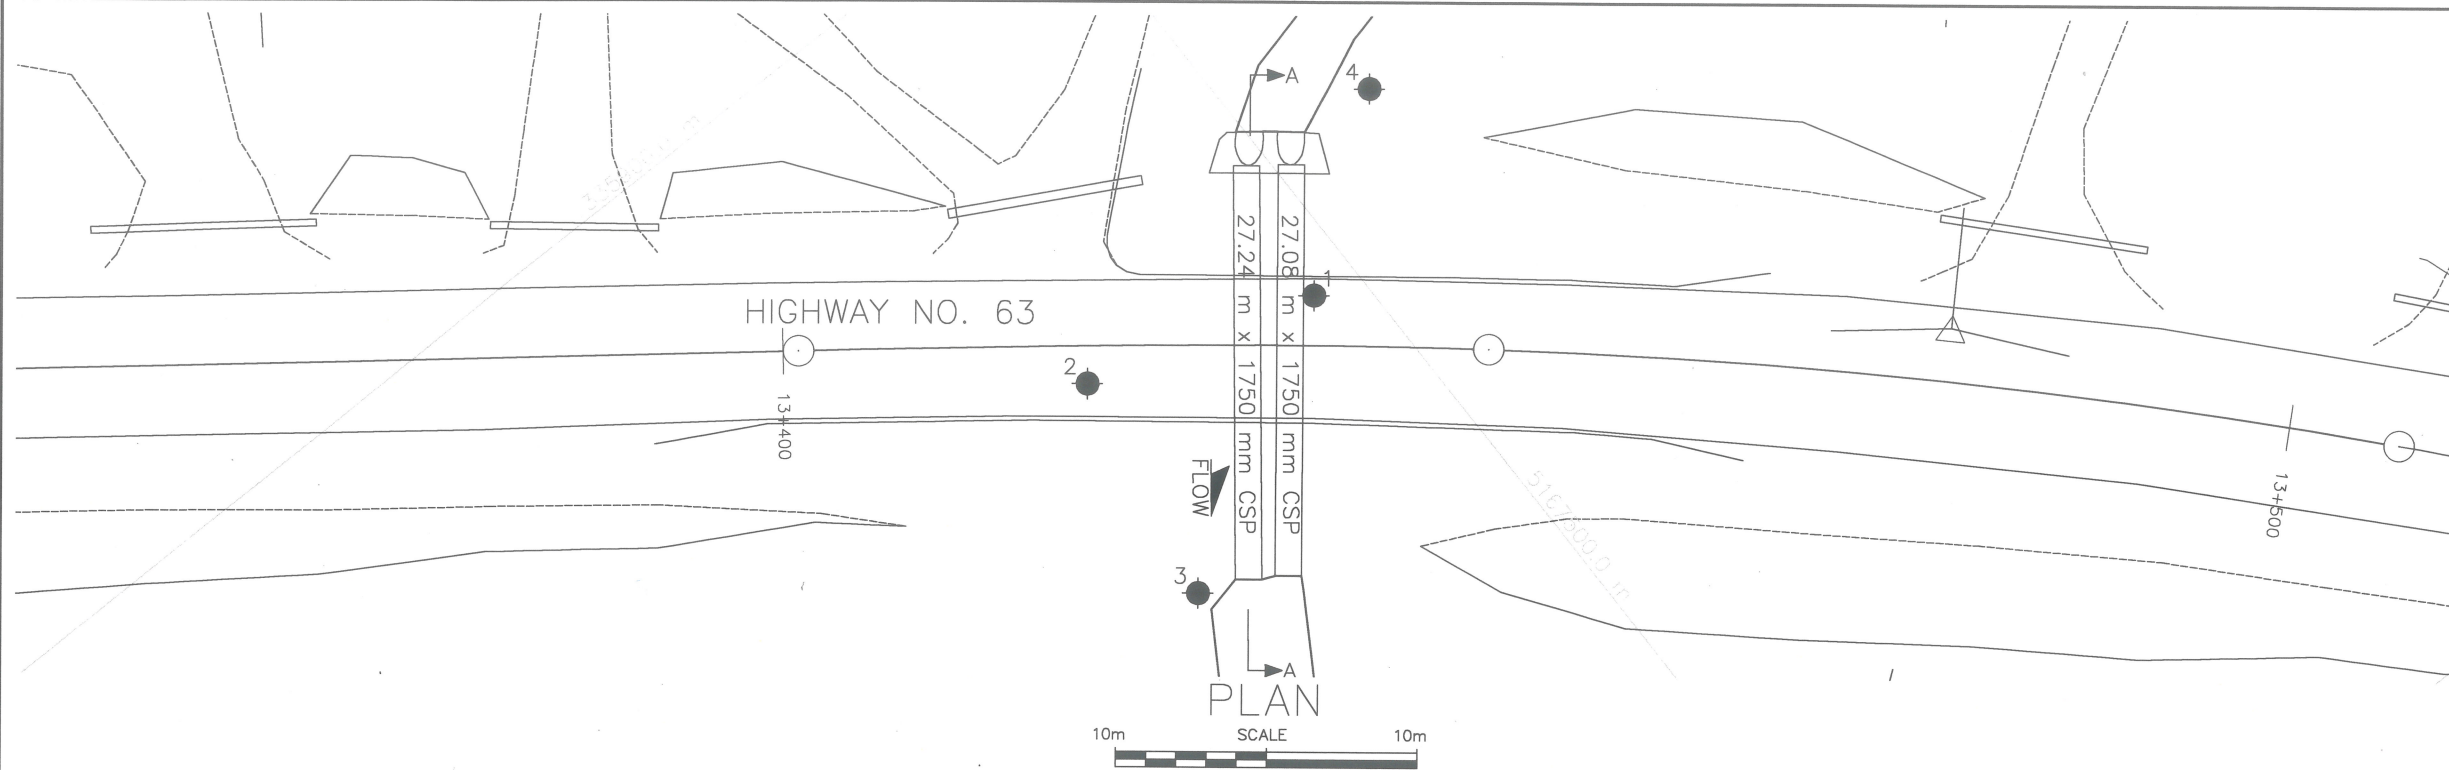 A
4
27.24 m x 1750 mm CSP
27.08 m x 1750 mm CSP
1
HIGHWAY NO. 63
2
13+400
FLOW
13+500
3
A
PLAN
10m SCALE 10m